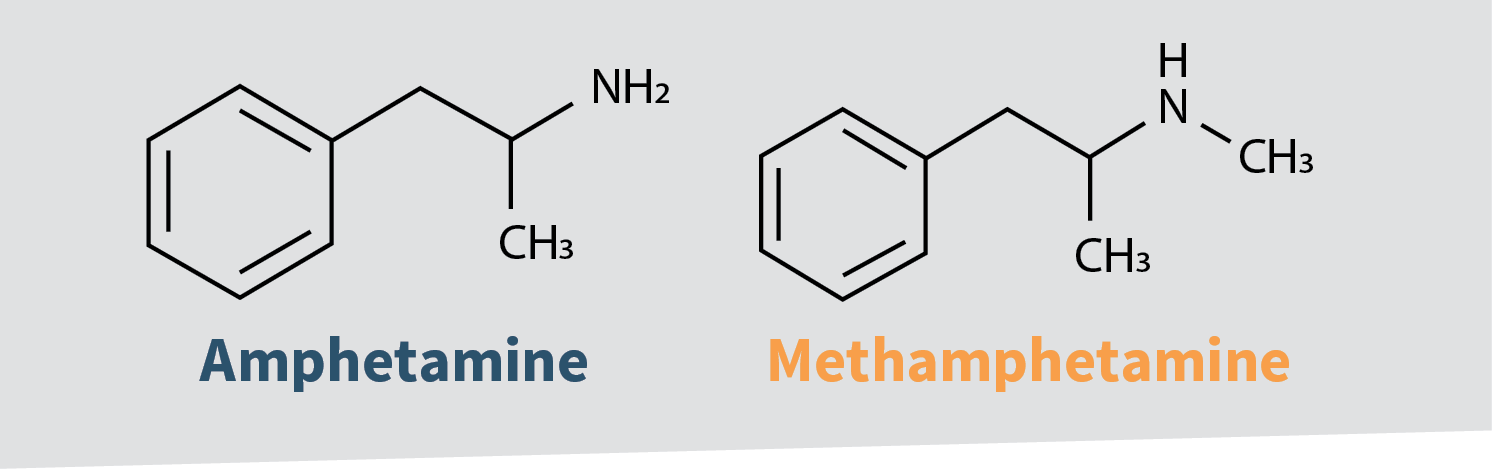 NH₂
CH₃
Amphetamine
H
N
CH₃
CH₃
Methamphetamine